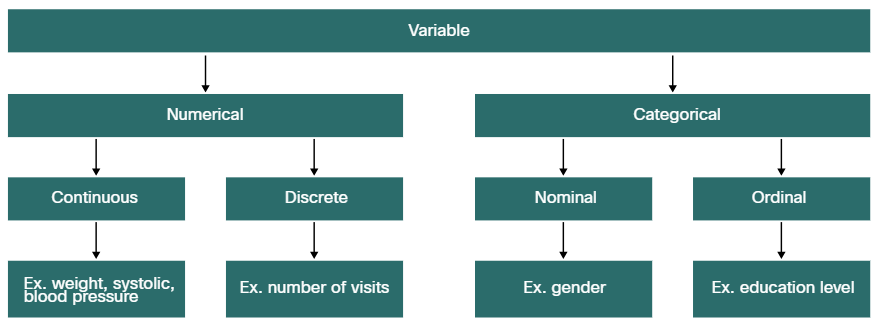 Variable
Numerical
Categorical
Continuous
Discrete
Nominal
Ordinal
Ex. weight, systolic,
blood pressure
Ex. number of visits
Ex. gender
Ex. education level